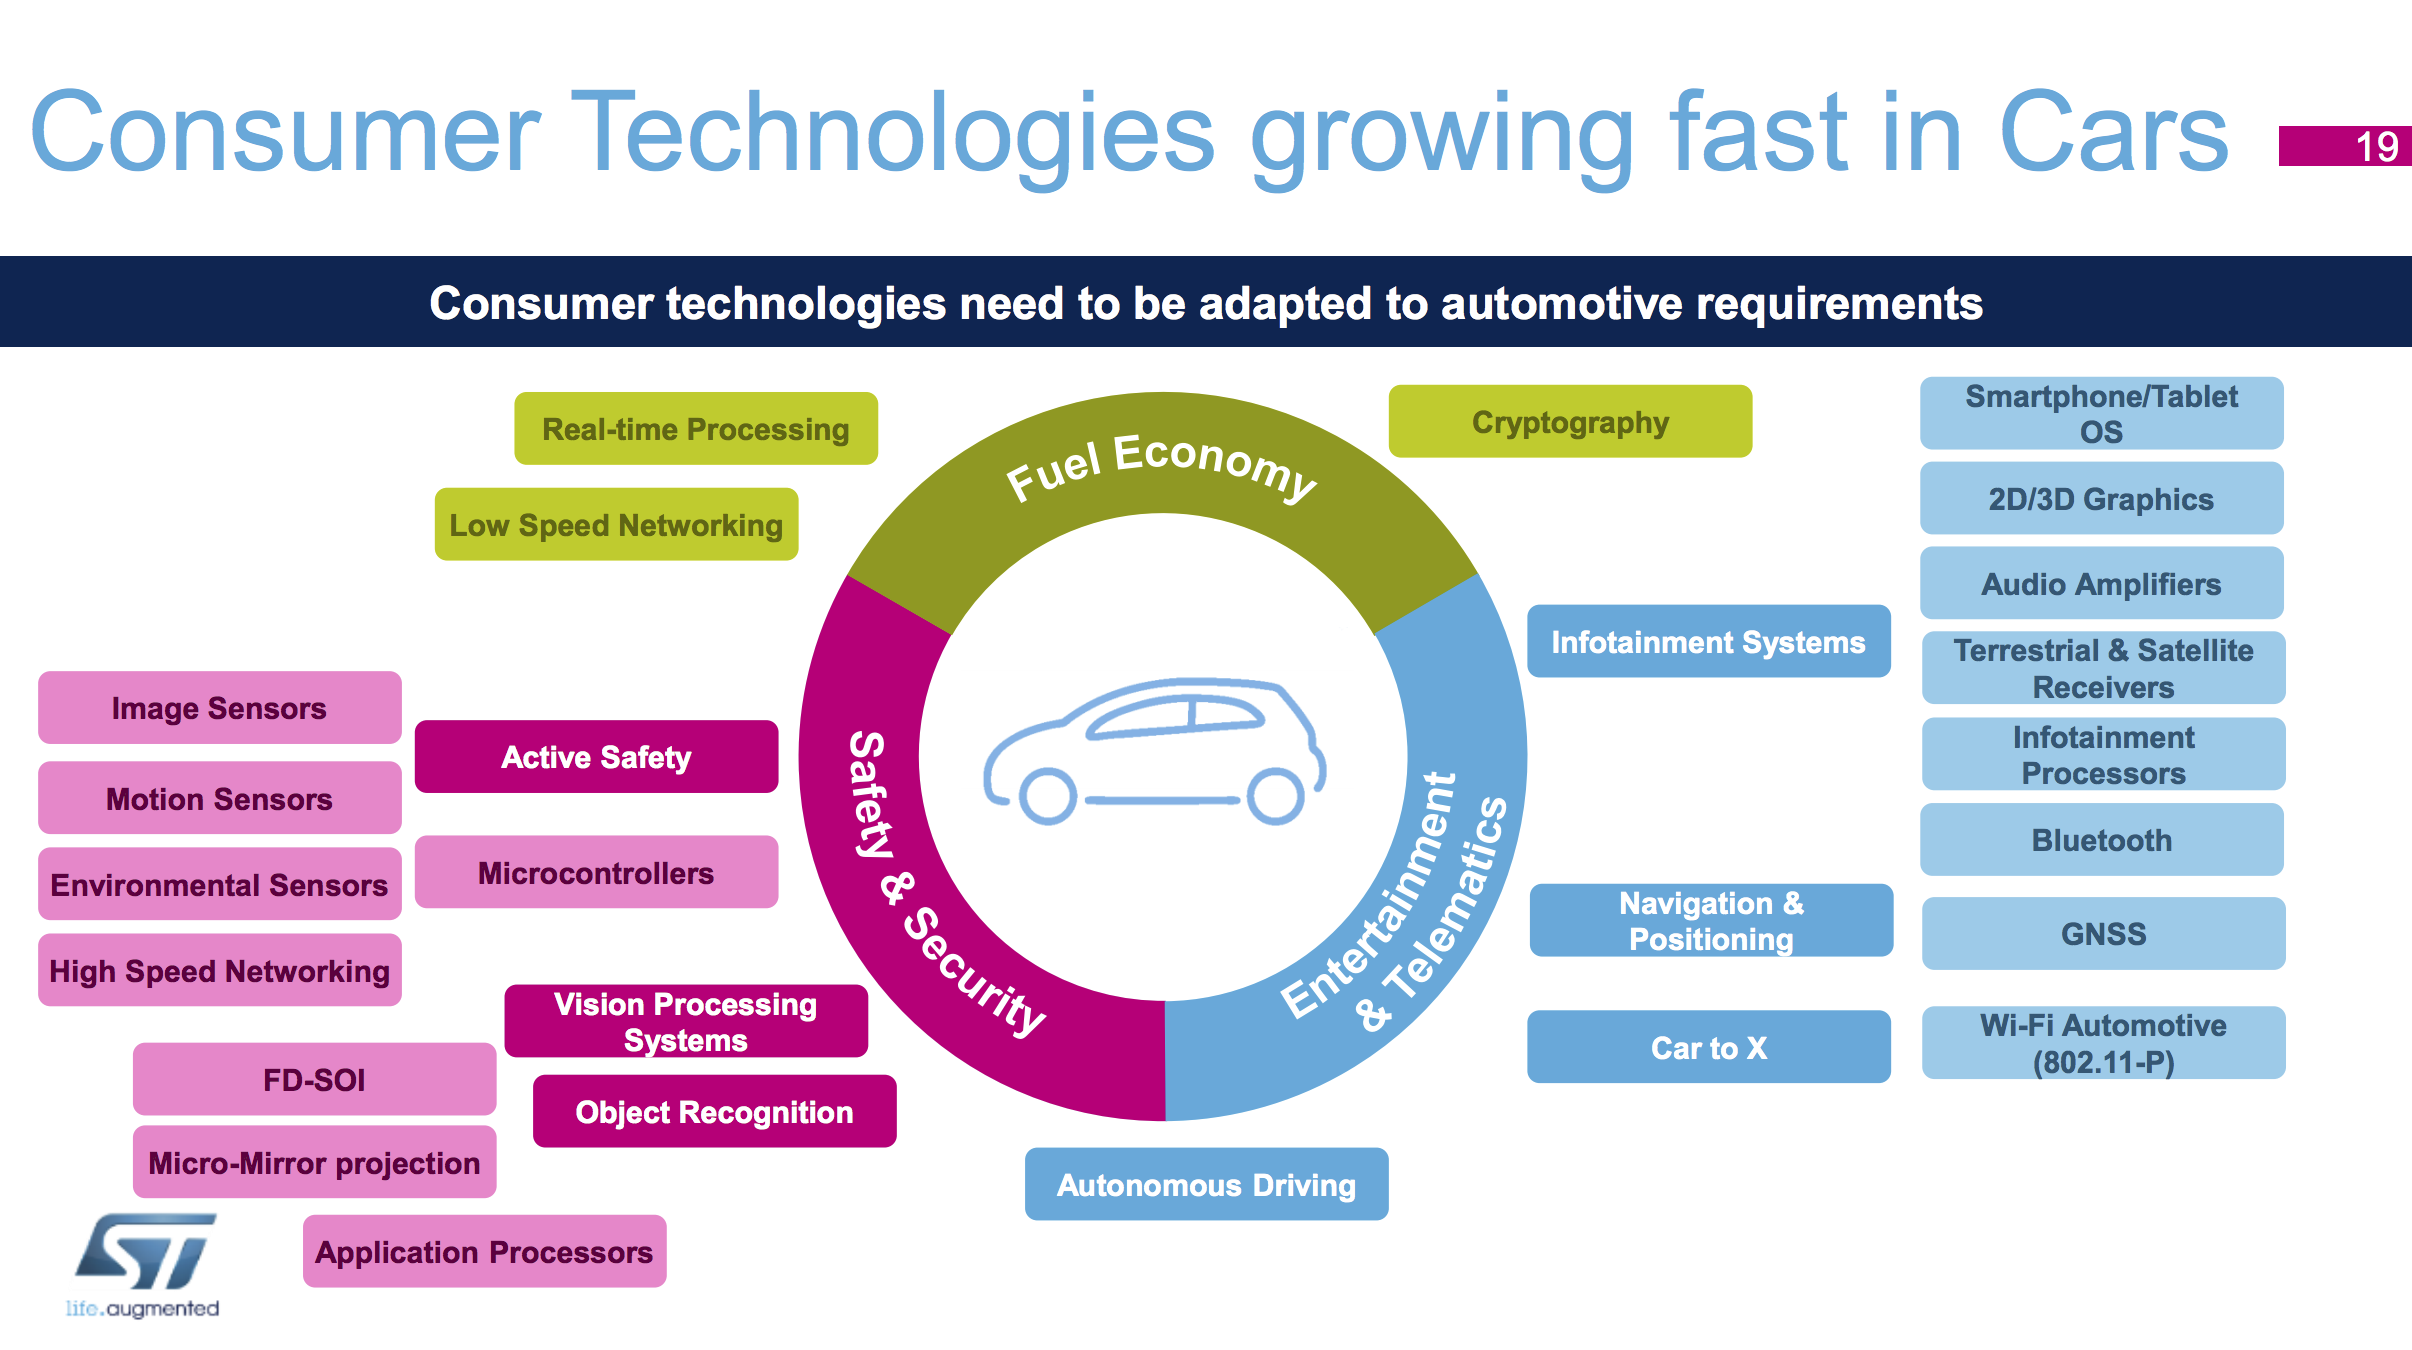 Consumer Technologies growing fast in Cars
19
Consumer technologies need to be adapted to automotive requirements
Real-time Processing
Low Speed Networking
Fuel Economy
Cryptography
Smartphone/Tablet
OS
2D/3D Graphics
Audio Amplifiers
Terrestrial & Satellite
Receivers
Infotainment
Processors
Bluetooth
Infotainment Systems
Navigation &
Positioning
GNSS
Car to X
Wi-Fi Automotive
(802.11-P)
Entertainment
& Telematics
Safety & Security
Image Sensors
Motion Sensors
Environmental Sensors
High Speed Networking
Active Safety
Microcontrollers
Vision Processing
Systems
Object Recognition
FD-SOI
Micro-Mirror projection
Application Processors
Autonomous Driving
ST
life.augmented